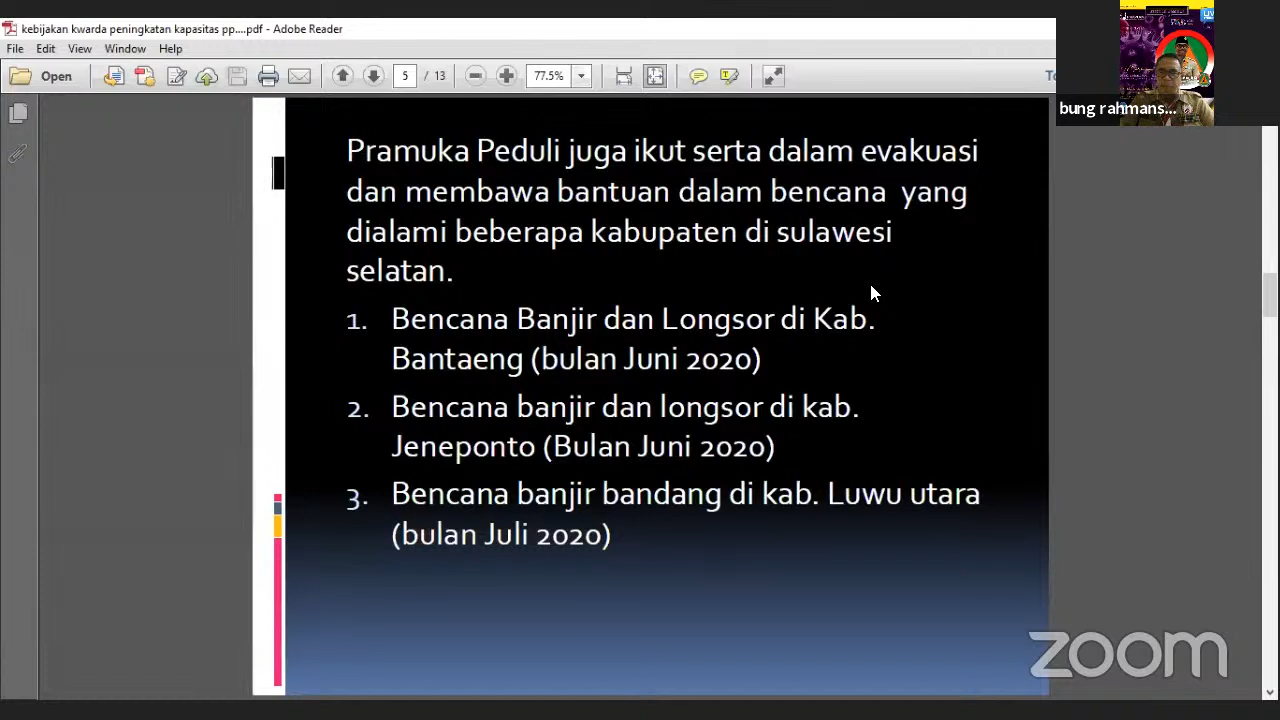 kebijakan kwarda peningkatan kapasitas pp....pdf - Adobe Reader
File Edit View Window Help
Open 5 / 13 77.5%
bung rahmans...
Pramuka Peduli juga ikut serta dalam evakuasi
dan membawa bantuan dalam bencana yang
dialami beberapa kabupaten di sulawesi
selatan.
1. Bencana Banjir dan Longsor di Kab.
Bantaeng (bulan Juni 2020)
2. Bencana banjir dan longsor di kab.
Jeneponto (Bulan Juni 2020)
3. Bencana banjir bandang di kab. Luwu utara
(bulan Juli 2020)
zoom